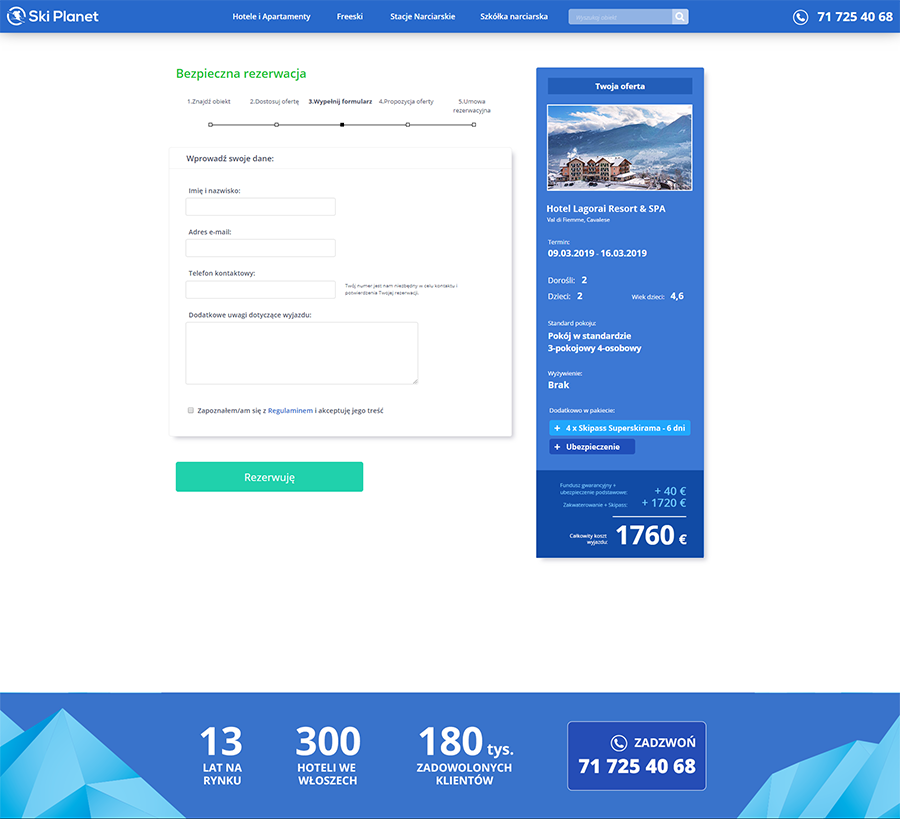 Ski Planet
Hotele i Apartamenty
Freeski
Stacje Narciarskie
Szkółka narciarska
Wyszukaj obiekt
71 725 40 68
Bezpieczna rezerwacja
1.Znajdź obiekt
2.Dostosuj ofertę
3.Wypełnij formularz
4.Propozycja oferty
5.Umowa
rezerwacyjna
Wprowadź swoje dane:
Imię i nazwisko:
Adres e-mail:
Telefon kontaktowy:
Twój numer jest nam niezbędny w celu kontaktu i
potwierdzenia Twojej rezerwacji.
Dodatkowe uwagi dotyczące wyjazdu:
Zapoznałem/am się z Regulaminem i akceptuję jego treść
Rezerwuję
Twoja oferta
Hotel Lagorai Resort & SPA
Val di Fiemme, Cavalese
Termin:
09.03.2019 - 16.03.2019
Dorośli: 2
Dzieci: 2
Wiek dzieci: 4,6
Standard pokoju:
Pokój w standardzie
3-pokojowy 4-osobowy
Wyżywienie:
Brak
Dodatkowo w pakiecie:
+ 4 x Skipass Superskirama - 6 dni
+ Ubezpieczenie
Fundusz gwarancyjny +
ubezpieczenie podstawowe:
+ 40 €
Zakwaterowanie + Skipass:
+ 1720 €
Całkowity koszt
wyjazdu:
1760 €
13
LAT NA
RYNKU
300
HOTELI WE
WŁOSZECH
180 tys.
ZADOWOLONYCH
KLIENTÓW
ZADZWOŃ
71 725 40 68